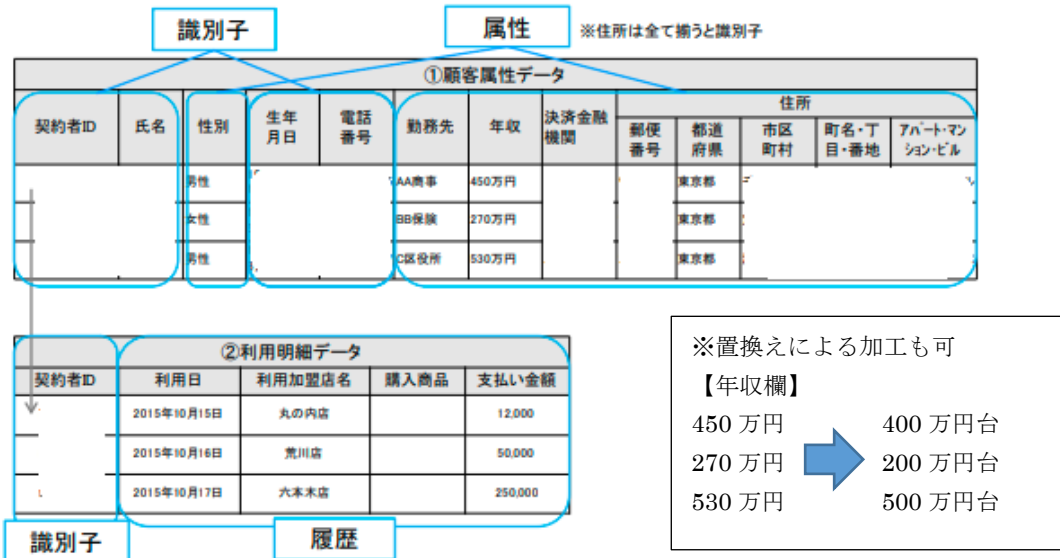 識別子
属性
※住所は全て揃うと識別子
①顧客属性データ
契約者ID 氏名 性別 生年月日 電話番号 勤務先 年収 決済金融機関 住所
郵便番号 都道府県 市区町村 町名・丁目・番地 アパート・マンション・ビル
男性 AA商事 450万円 東京都
女性 BB保険 270万円 東京都
男性 C区役所 530万円 東京都
②利用明細データ
契約者ID 利用日 利用加盟店名 購入商品 支払い金額
2015年10月15日 丸の内店 12,000
2015年10月16日 荒川店 50,000
2015年10月17日 六本木店 250,000
識別子
履歴
※置換えによる加工も可
【年収欄】
450 万円 400 万円台
270 万円 200 万円台
530 万円 500 万円台